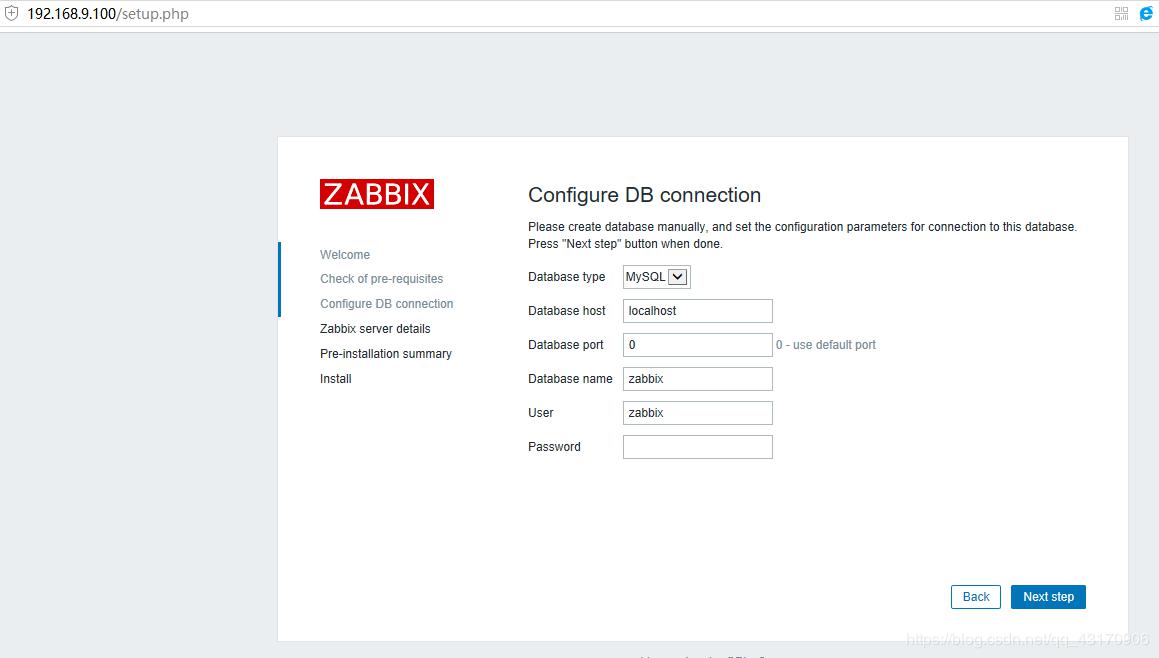 192.168.9.100/setup.php
ZABBIX
Welcome
Check of pre-requisites
Configure DB connection
Zabbix server details
Pre-installation summary
Install
Configure DB connection
Please create database manually, and set the configuration parameters for connection to this database.
Press "Next step" button when done.
Database type MySQL
Database host localhost
Database port 0 0 - use default port
Database name zabbix
User zabbix
Password
Back Next step
https://blog.csdn.net/qq_43170906